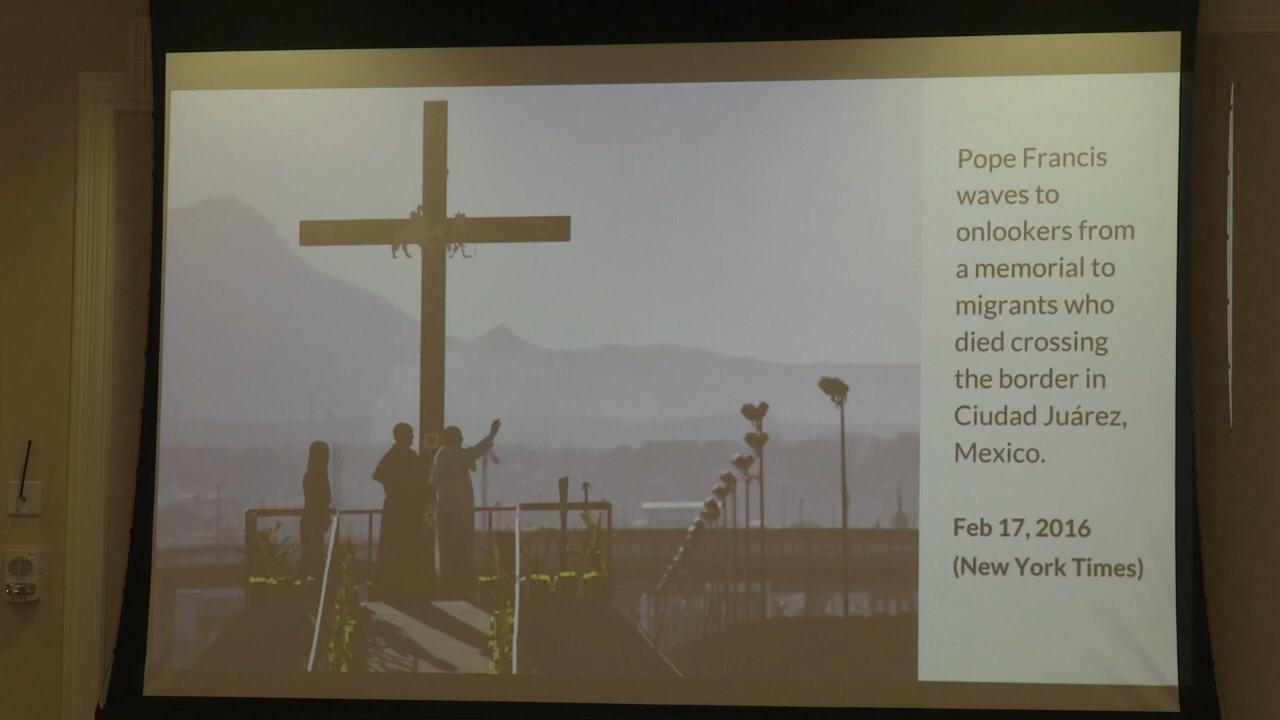 Pope Francis
waves to
onlookers from
a memorial to
migrants who
died crossing
the border in
Ciudad Juárez,
Mexico.
Feb 17, 2016
(New York Times)